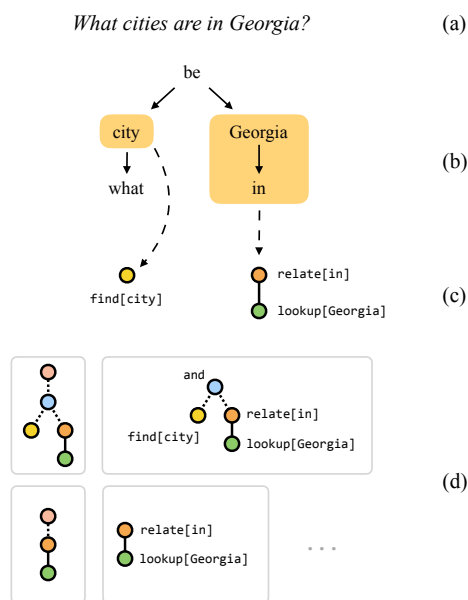 What cities are in Georgia? (a)
be
city Georgia
what in (b)
relate[in]
find[city] lookup[Georgia] (c)
and
relate[in]
find[city] lookup[Georgia]
(d)
relate[in]
lookup[Georgia] . . .